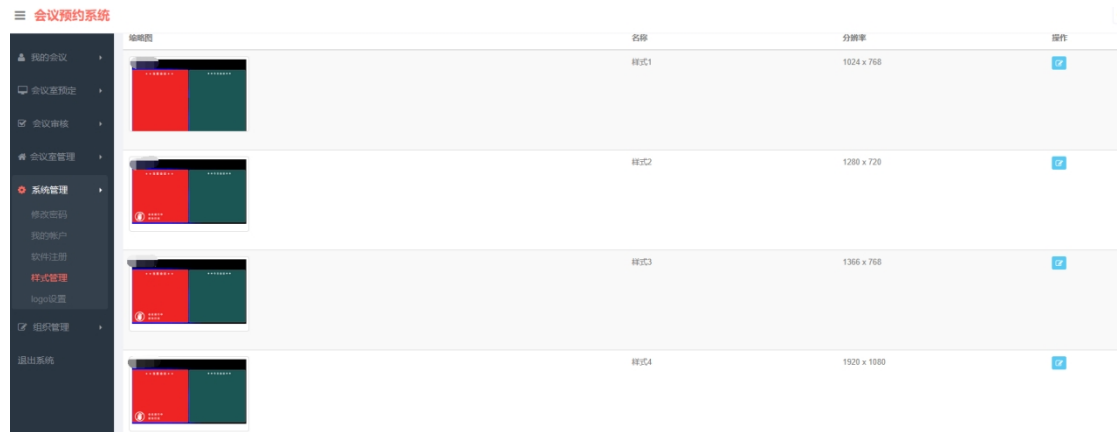 会议预约系统
缩略图 名称 分辨率 操作
我的会议
样式1 1024 x 768
会议室预定
会议审核
会议室管理
样式2 1280 x 720
系统管理
修改密码
我的帐户
软件注册
样式3 1366 x 768
样式管理
logo设置
组织管理
退出系统
样式4 1920 x 1080